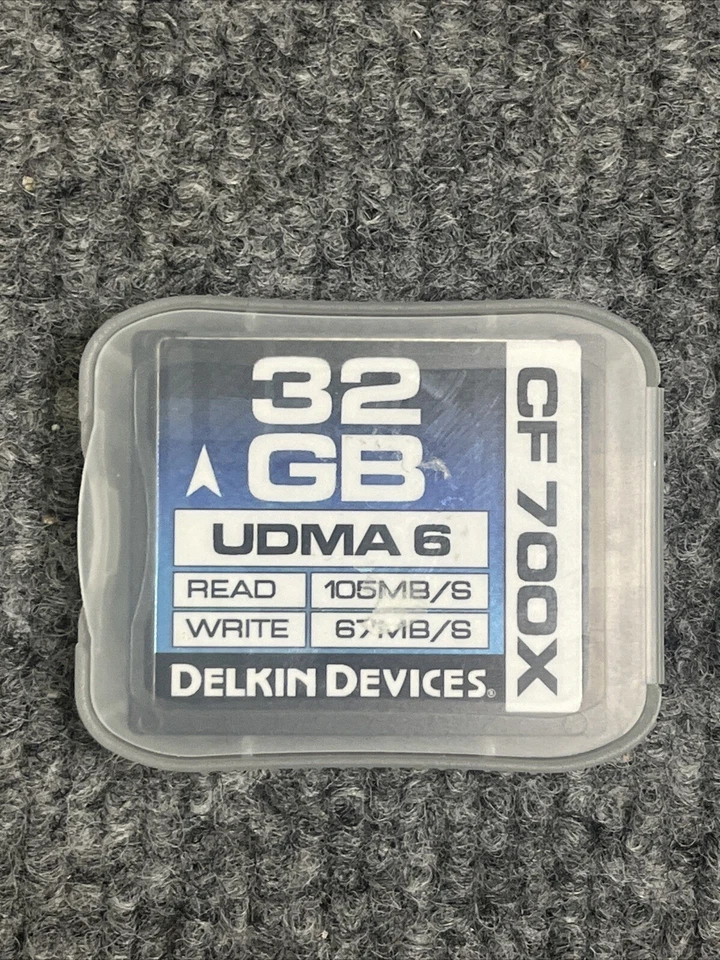 32
GB
UDMA 6
READ 105MB/S
WRITE 67MB/S
DELKIN DEVICES®
CF 700X